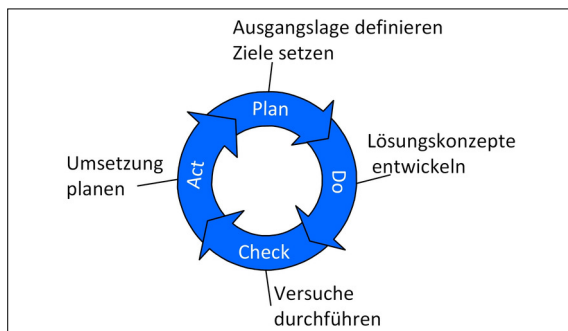 Ausgangslage definieren
Ziele setzen
Plan
Lösungskonzepte
entwickeln
Do
Umsetzung
planen
Act
Check
Versuche
durchführen